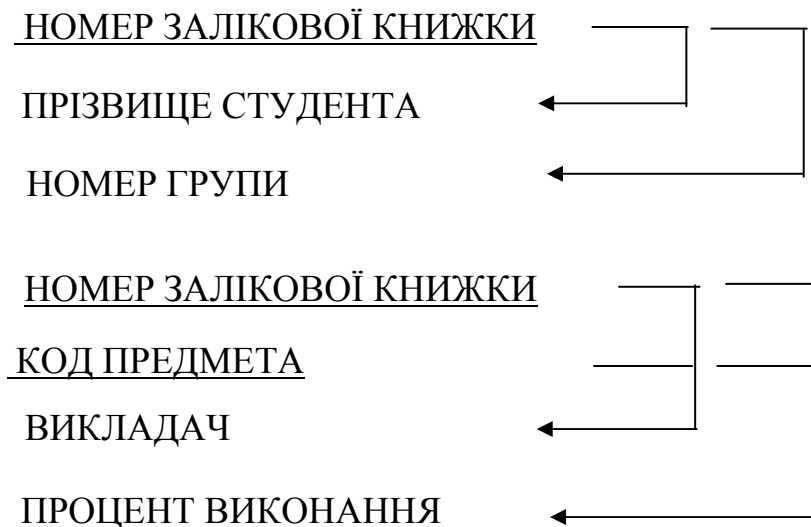 НОМЕР ЗАЛІКОВОЇ КНИЖКИ
ПРІЗВИЩЕ СТУДЕНТА
НОМЕР ГРУПИ
НОМЕР ЗАЛІКОВОЇ КНИЖКИ
КОД ПРЕДМЕТА
ВИКЛАДАЧ
ПРОЦЕНТ ВИКОНАННЯ